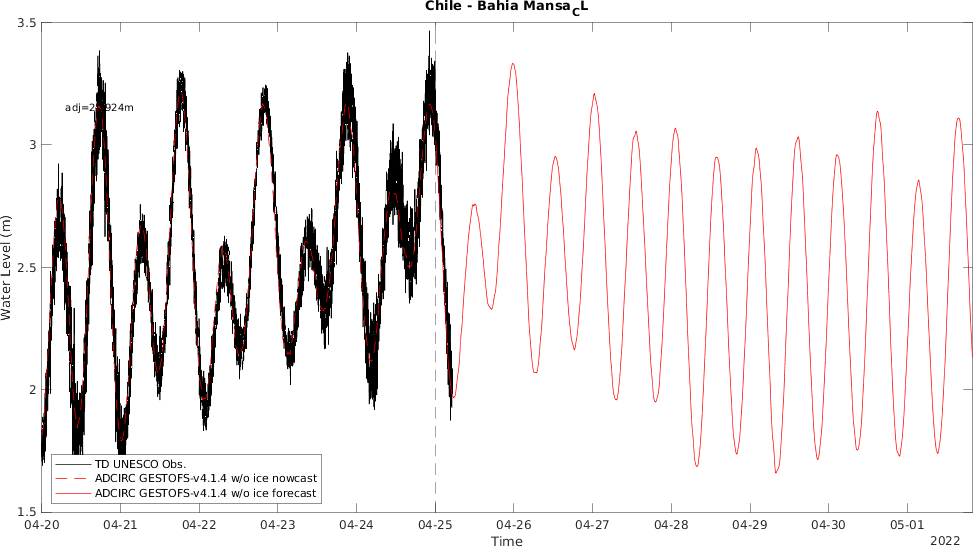 Chile - Bahia Mansa_CL
3.5
3
2.5
2
1.5
Water Level (m)
TD UNESCO Obs.
ADCIRC GESTOFS-v4.1.4 w/o ice nowcast
ADCIRC GESTOFS-v4.1.4 w/o ice forecast
04-20 04-21 04-22 04-23 04-24 04-25 04-26 04-27 04-28 04-29 04-30 05-01
Time
2022